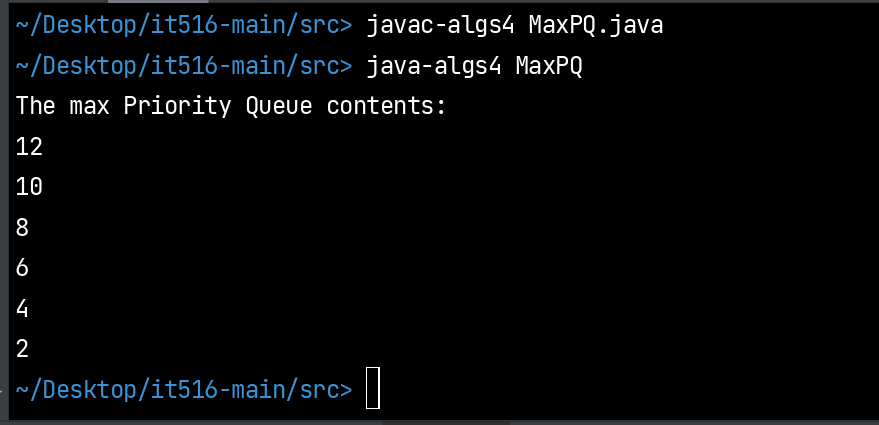 ~/Desktop/it516-main/src> javac-algs4 MaxPQ.java
~/Desktop/it516-main/src> java-algs4 MaxPQ
The max Priority Queue contents:
12
10
8
6
4
2
~/Desktop/it516-main/src>